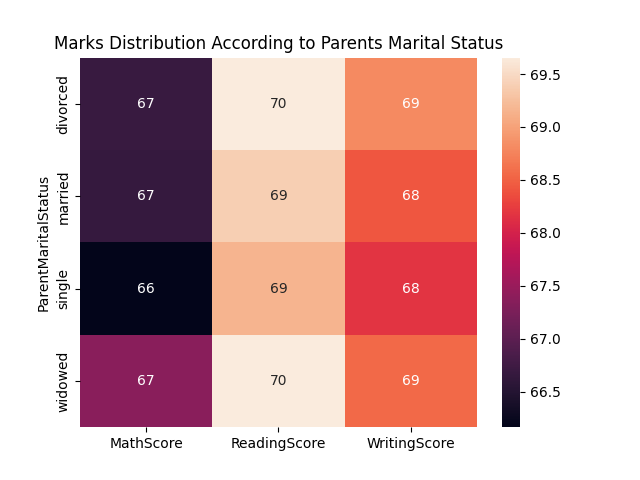 Marks Distribution According to Parents Marital Status
ParentMaritalStatus
divorced 67 70 69
married 67 69 68
single 66 69 68
widowed 67 70 69
MathScore ReadingScore WritingScore
69.5
69.0
68.5
68.0
67.5
67.0
66.5